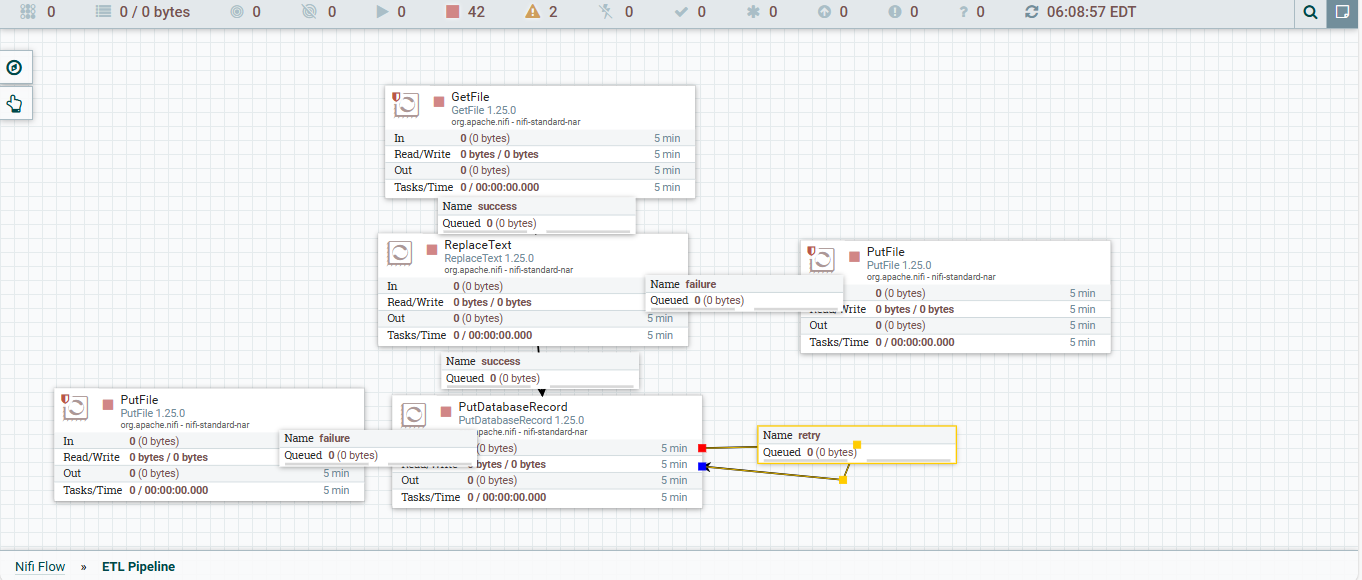 0 0 / 0 bytes 0 0 0 42 2 0 0 0 0 0 0 06:08:57 EDT
GetFile
GetFile 1.25.0
org.apache.nifi - nifi-standard-nar
In 0 (0 bytes) 5 min
Read/Write 0 bytes / 0 bytes 5 min
Out 0 (0 bytes) 5 min
Tasks/Time 0 / 00:00:00.000 5 min
Name success
Queued 0 (0 bytes)
ReplaceText
ReplaceText 1.25.0
org.apache.nifi - nifi-standard-nar
In 0 (0 bytes)
Read/Write 0 bytes / 0 bytes
Out 0 (0 bytes) 5 min
Tasks/Time 0 / 00:00:00.000 5 min
Name failure
Queued 0 (0 bytes)
PutFile
PutFile 1.25.0
org.apache.nifi - nifi-standard-nar
0 (0 bytes) 5 min
Read/Write 0 bytes / 0 bytes 5 min
Out 0 (0 bytes) 5 min
Tasks/Time 0 / 00:00:00.000 5 min
Name success
Queued 0 (0 bytes)
PutFile
PutFile 1.25.0
org.apache.nifi - nifi-standard-nar
In 0 (0 bytes)
Read/Write 0 bytes / 0 bytes
Out 0 (0 bytes) 5 min
Tasks/Time 0 / 00:00:00.000 5 min
Name failure
Queued 0 (0 bytes)
PutDatabaseRecord
PutDatabaseRecord 1.25.0
apache.nifi - nifi-standard-nar
(0 bytes) 5 min
Read/Write bytes / 0 bytes 5 min
Out 0 (0 bytes) 5 min
Tasks/Time 0 / 00:00:00.000 5 min
Name retry
Queued 0 (0 bytes)
Nifi Flow » ETL Pipeline